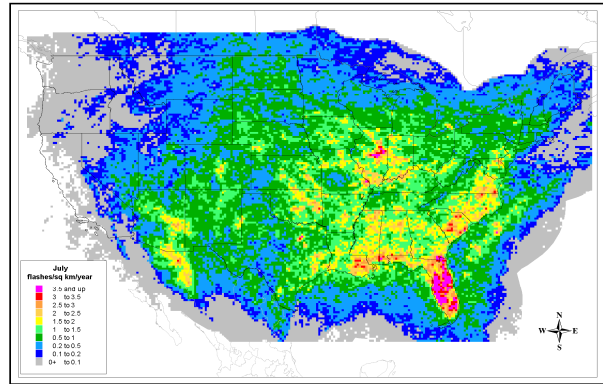 July
flashes/sq km/year
3.5 and up
3 to 3.5
2.5 to 3
2 to 2.5
1.5 to 2
1 to 1.5
0.5 to 1
0.2 to 0.5
0.1 to 0.2
0+ to 0.1
N
W E
S